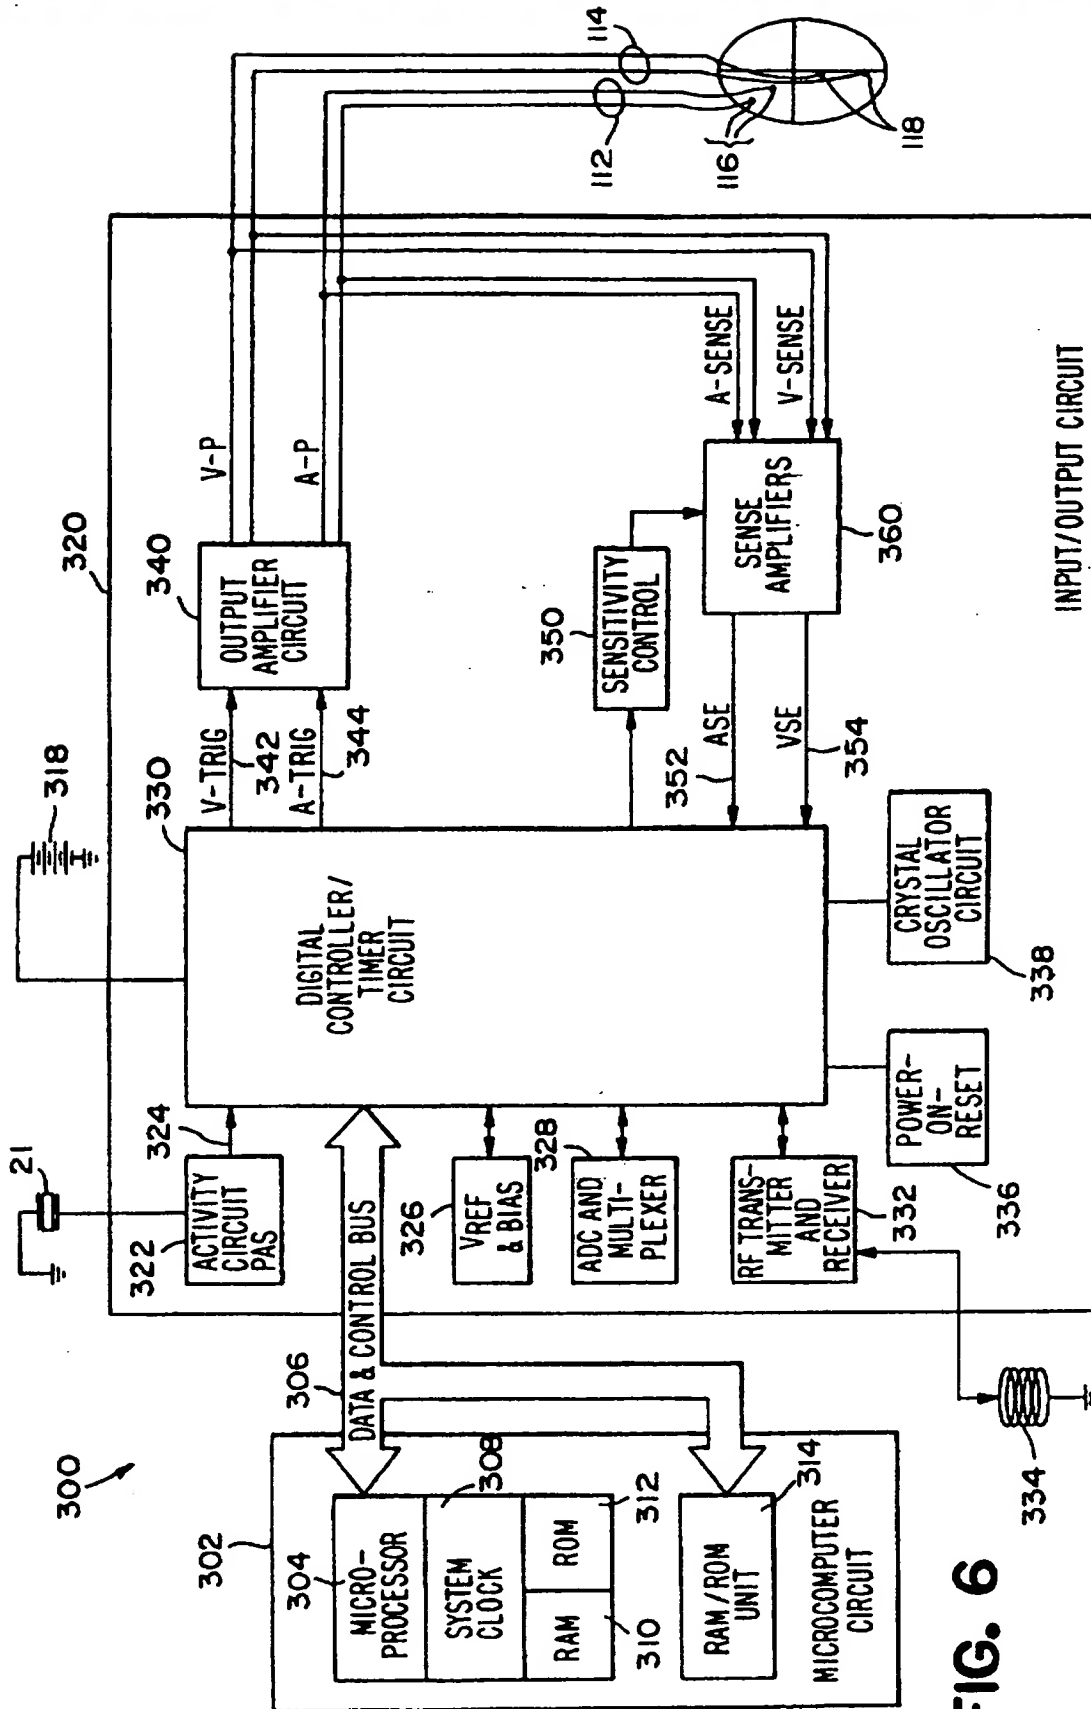 300
302
304
MICRO-
PROCESSOR
SYSTEM
CLOCK
308
RAM
ROM
310
312
RAM/ROM
UNIT
314
MICROCOMPUTER
CIRCUIT
306
DATA & CONTROL BUS
21
322
ACTIVITY
CIRCUIT
PAS
324
326
VREF
& BIAS
328
ADC AND
MULTI-
PLEXER
RF TRANS-
MITTER
AND
RECEIVER
332
334
336
POWER-
ON-
RESET
338
CRYSTAL
OSCILLATOR
CIRCUIT
318
330
DIGITAL
CONTROLLER/
TIMER
CIRCUIT
320
V-TRIG
342
A-TRIG
344
340
OUTPUT
AMPLIFIER
CIRCUIT
V-P
A-P
350
SENSITIVITY
CONTROL
352
ASE
VSE
354
SENSE
AMPLIFIERS
360
A-SENSE
V-SENSE
INPUT/OUTPUT CIRCUIT
112
114
116
118
FIG. 6